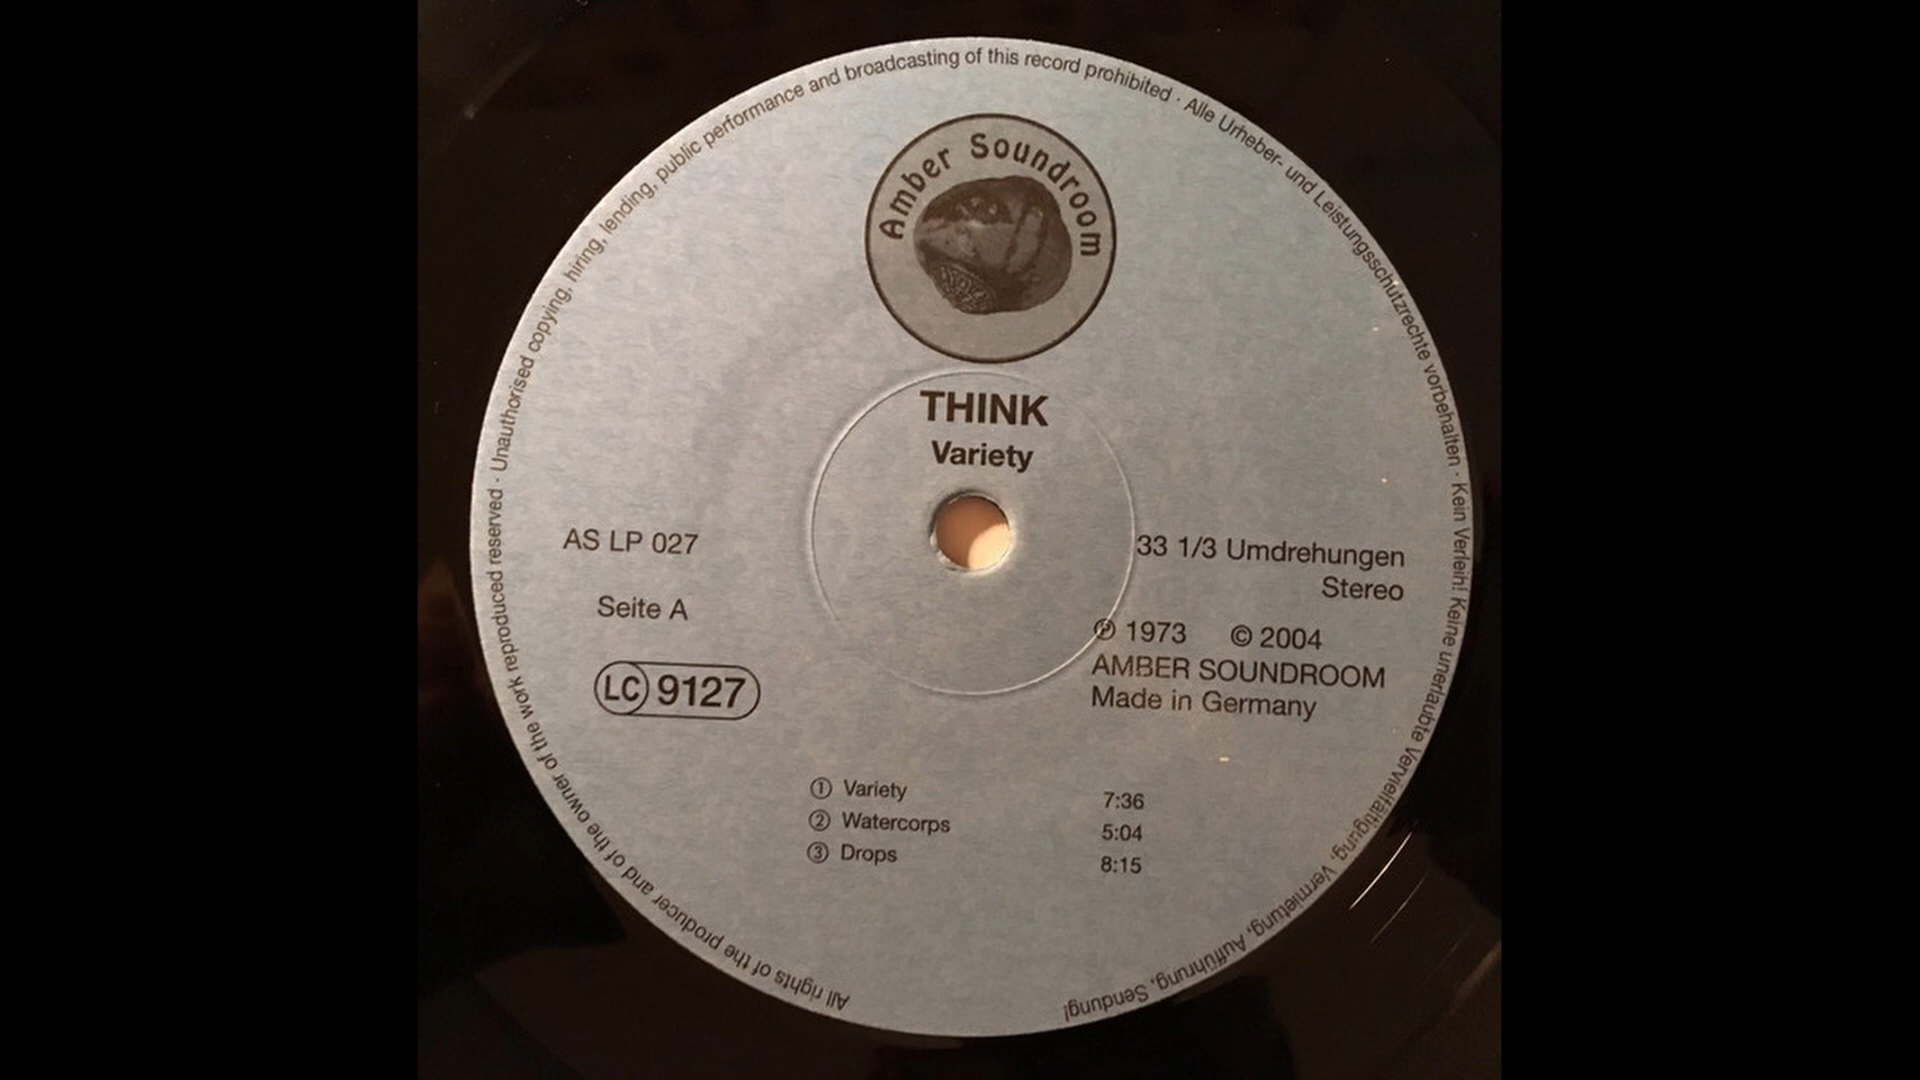 All rights of the producer and of the owner of the work reproduced reserved · Unauthorised copying, hiring, lending, public performance and broadcasting of this record prohibited · Alle Urheber- und Leistungsschutzrechte vorbehalten · Kein Verleih! Keine unerlaubte Vervielfältigung, Vermietung, Aufführung, Sendung!
Amber Soundroom
THINK
Variety
AS LP 027
Seite A
LC 9127
33 1/3 Umdrehungen
Stereo
℗ 1973 © 2004
AMBER SOUNDROOM
Made in Germany
① Variety 7:36
② Watercorps 5:04
③ Drops 8:15